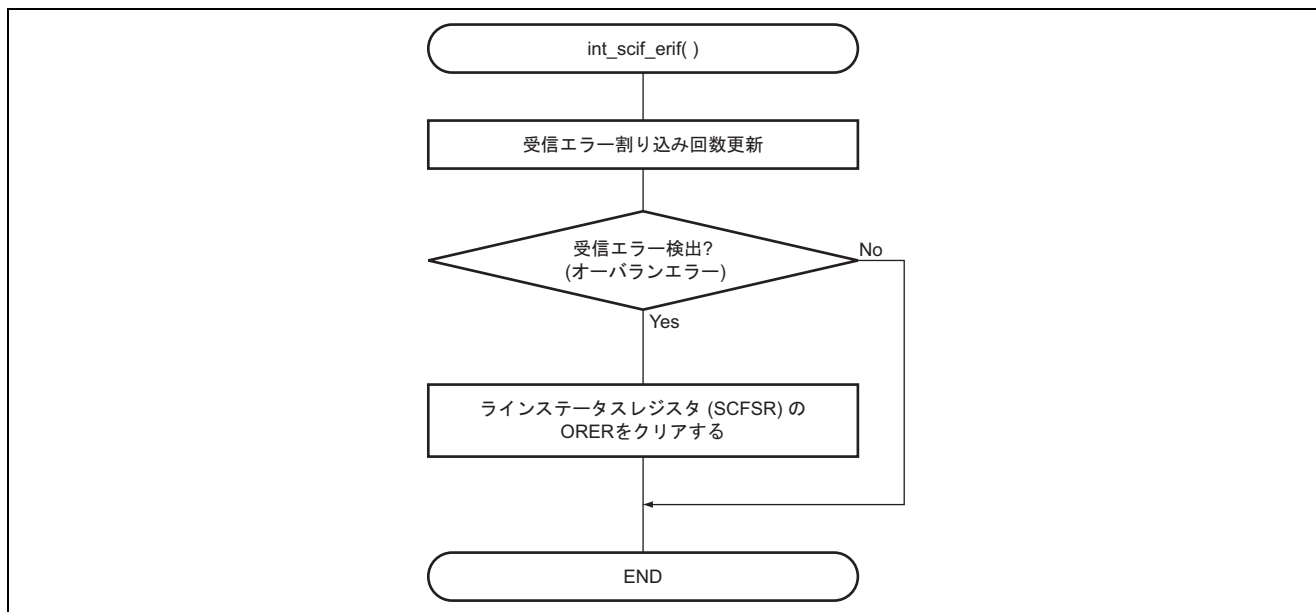 int_scif_erif( )
受信エラー割り込み回数更新
受信エラー検出?
(オーバランエラー)
No
Yes
ラインステータスレジスタ (SCFSR) の
ORERをクリアする
END